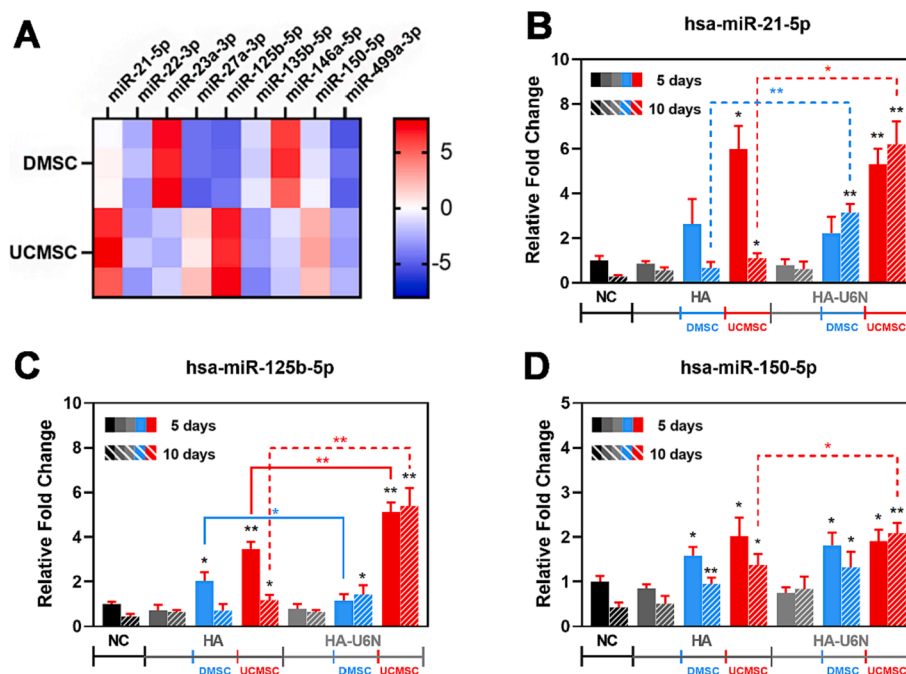 A
miR-21-5p
miR-22-3p
miR-23a-3p
miR-27a-3p
miR-125b-5p
miR-135b-5p
miR-146a-5p
miR-150-5p
miR-499a-3p
DMSC
UCMSC
5
0
-5
B
hsa-miR-21-5p
Relative Fold Change
10
8
6
4
2
0
5 days
10 days
*
**
*
*
**
**
**
NC
HA
HA-U6N
DMSC
UCMSC
DMSC
UCMSC
C
hsa-miR-125b-5p
Relative Fold Change
10
8
6
4
2
0
5 days
10 days
**
**
*
*
**
*
*
**
**
NC
HA
HA-U6N
DMSC
UCMSC
DMSC
UCMSC
D
hsa-miR-150-5p
Relative Fold Change
5
4
3
2
1
0
5 days
10 days
*
*
**
*
*
*
*
*
**
NC
HA
HA-U6N
DMSC
UCMSC
DMSC
UCMSC